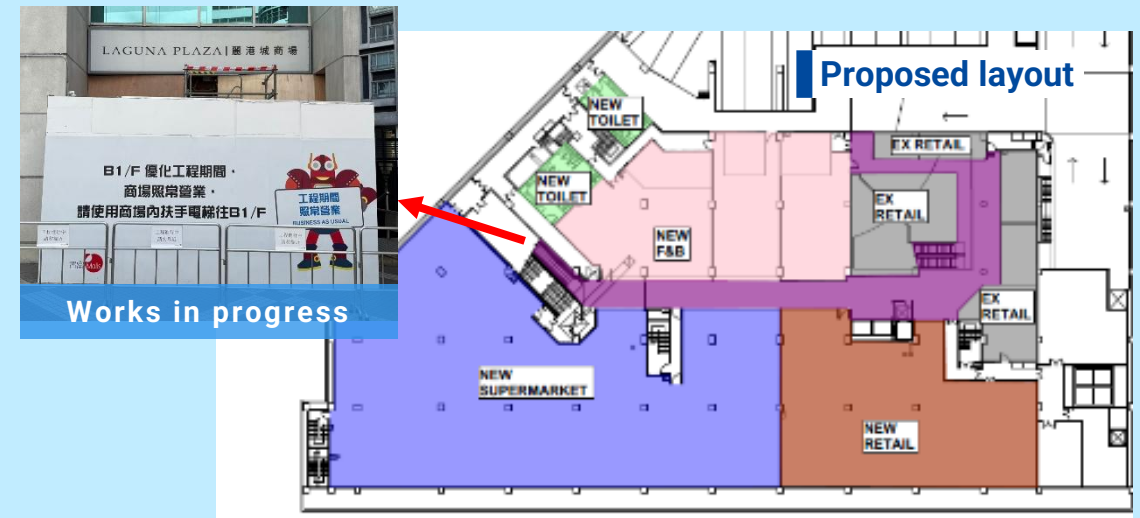 LAGUNA PLAZA | 麗港城商場
B1/F 優化工程期間，
商場照常營業，
請使用商場內扶手電梯往B1/F
工程期間
照常營業
BUSINESS AS USUAL
Works in progress
Proposed layout
NEW
TOILET
NEW
TOILET
EX RETAIL
EX
RETAIL
NEW
F&B
EX
RETAIL
NEW
SUPERMARKET
NEW
RETAIL